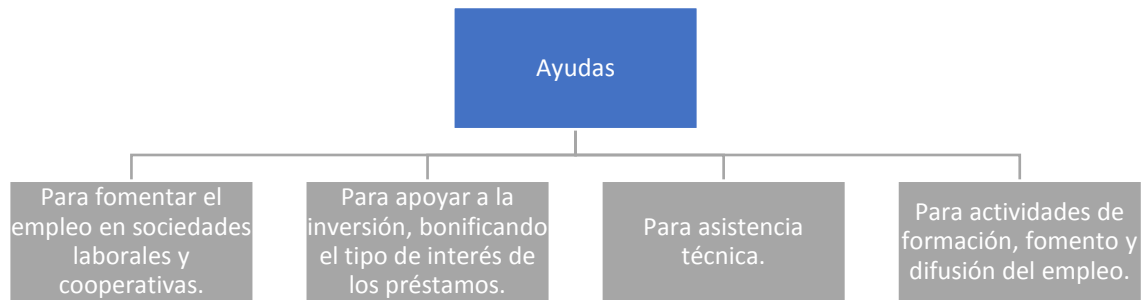 Ayudas
Para fomentar el
empleo en sociedades
laborales y
cooperativas.
Para apoyar a la
inversión, bonificando
el tipo de interés de
los préstamos.
Para asistencia
técnica.
Para actividades de
formación, fomento y
difusión del empleo.